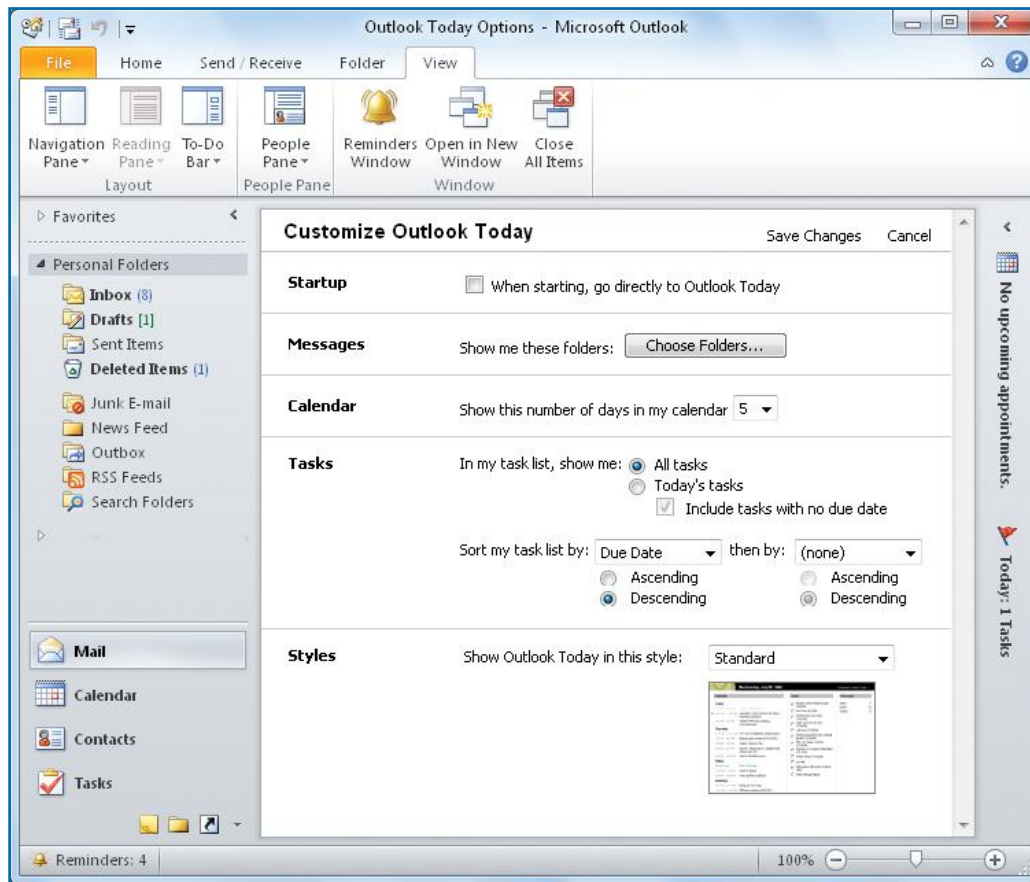 Outlook Today Options - Microsoft Outlook
File Home Send / Receive Folder View
Navigation Pane Reading Pane To-Do Bar People Pane Reminders Window Open in New Window Close All Items
Layout People Pane Window
Favorites
Personal Folders
Inbox (8)
Drafts [1]
Sent Items
Deleted Items (1)
Junk E-mail
News Feed
Outbox
RSS Feeds
Search Folders
Mail
Calendar
Contacts
Tasks
Customize Outlook Today Save Changes Cancel
Startup When starting, go directly to Outlook Today
Messages Show me these folders: Choose Folders...
Calendar Show this number of days in my calendar 5
Tasks In my task list, show me: All tasks
Today's tasks
Include tasks with no due date
Sort my task list by: Due Date then by: (none)
Ascending Ascending
Descending Descending
Styles Show Outlook Today in this style: Standard
No upcoming appointments.
Today: 1 Tasks
Reminders: 4 100%